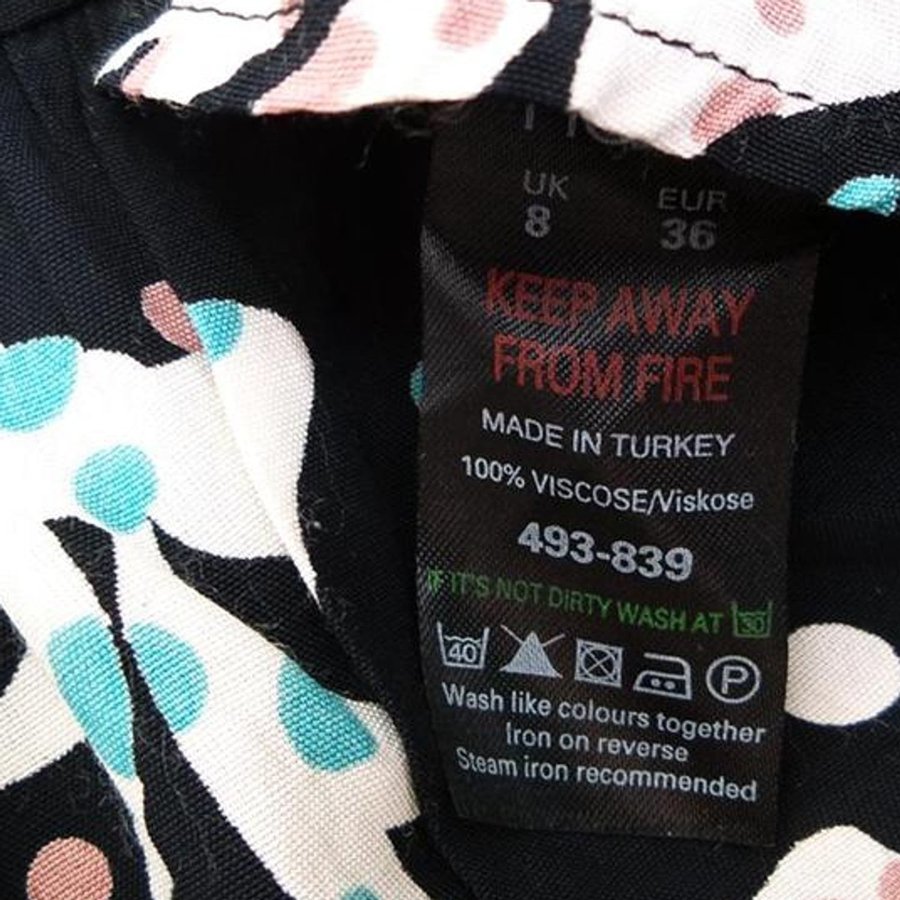 UK EUR
8 36
KEEP AWAY
FROM FIRE
MADE IN TURKEY
100% VISCOSE/Viskose
493-839
IF IT'S NOT DIRTY WASH AT 30
40 P
Wash like colours together
Iron on reverse
Steam iron recommended